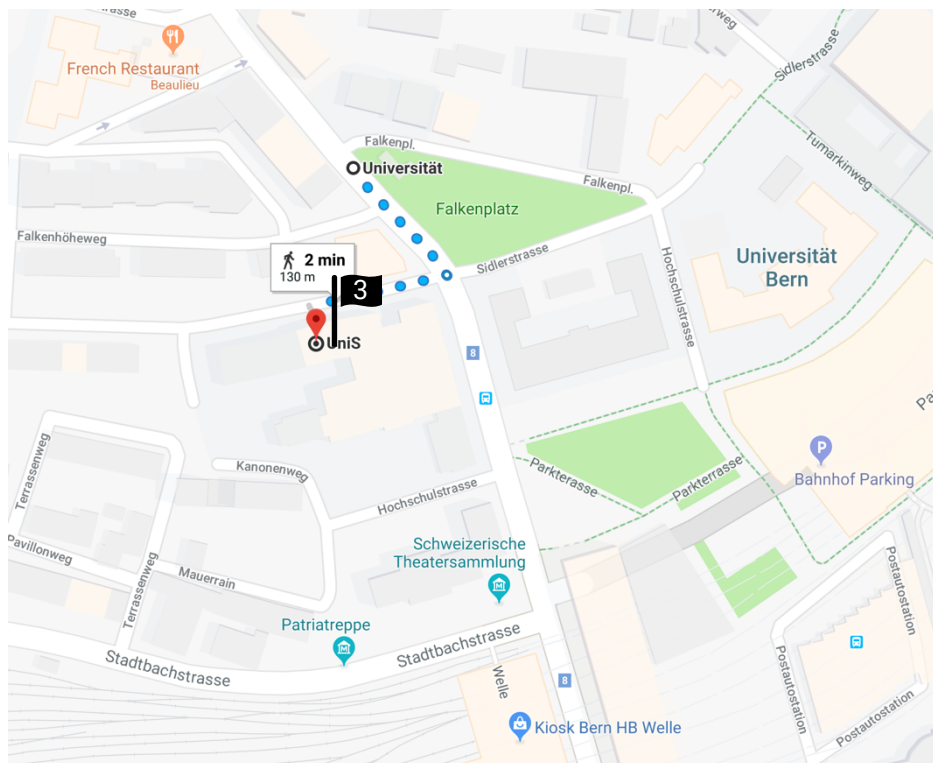 French Restaurant
Beaulieu
Falkenpl.
Universität
Falkenpl.
Sidlerstrasse
Tumarkinweg
Falkenplatz
Falkenhöheweg
Sidlerstrasse
Universität
Bern
2 min
130 m
3
Hochschulstrasse
UniS
8
P
Bahnhof Parking
Terrassenweg
Kanonenweg
Hochschulstrasse
Parkterasse
Parkterrasse
Pavillonweg
Mauerrain
Terrassenweg
Schweizerische
Theatersammlung
M
Patriatreppe
M
Stadtbachstrasse
Stadtbachstrasse
Welle
8
Kiosk Bern HB Welle
Postautostation
Postautostation
Postautostation